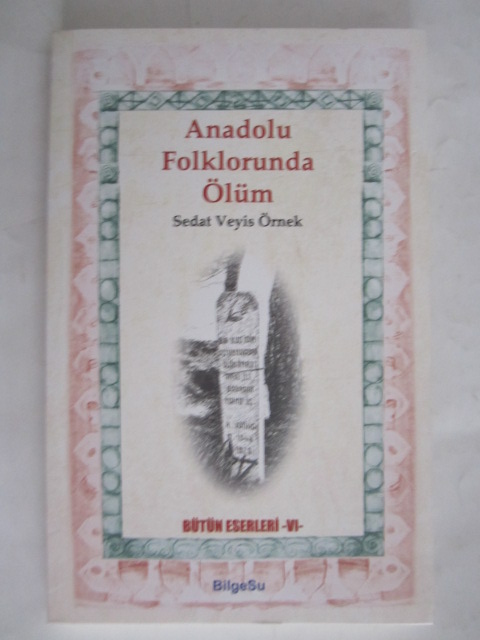 Anadolu
Folklorunda
Ölüm
Sedat Veyis Örnek
BÜTÜN ESERLERİ -VI-
BilgeSu